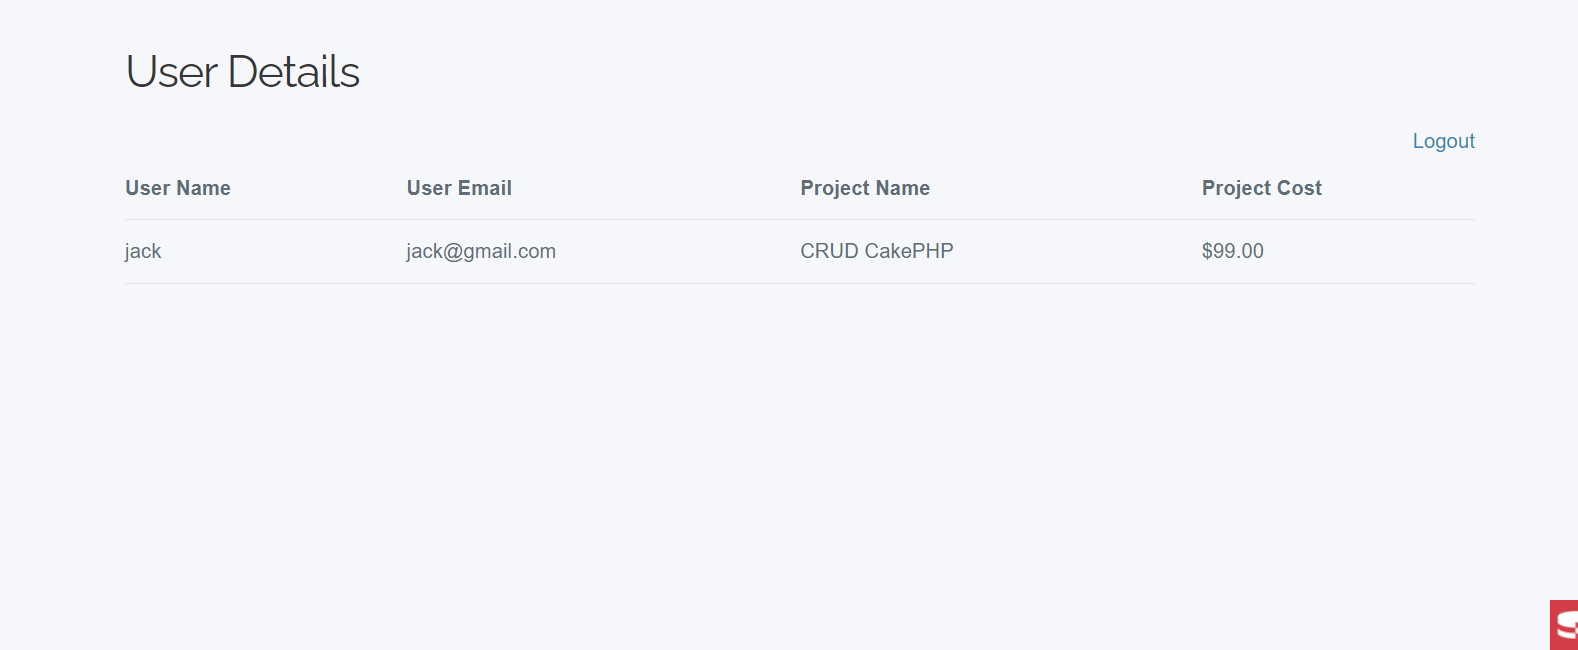 User Details
Logout
User Name User Email Project Name Project Cost
jack jack@gmail.com CRUD CakePHP $99.00